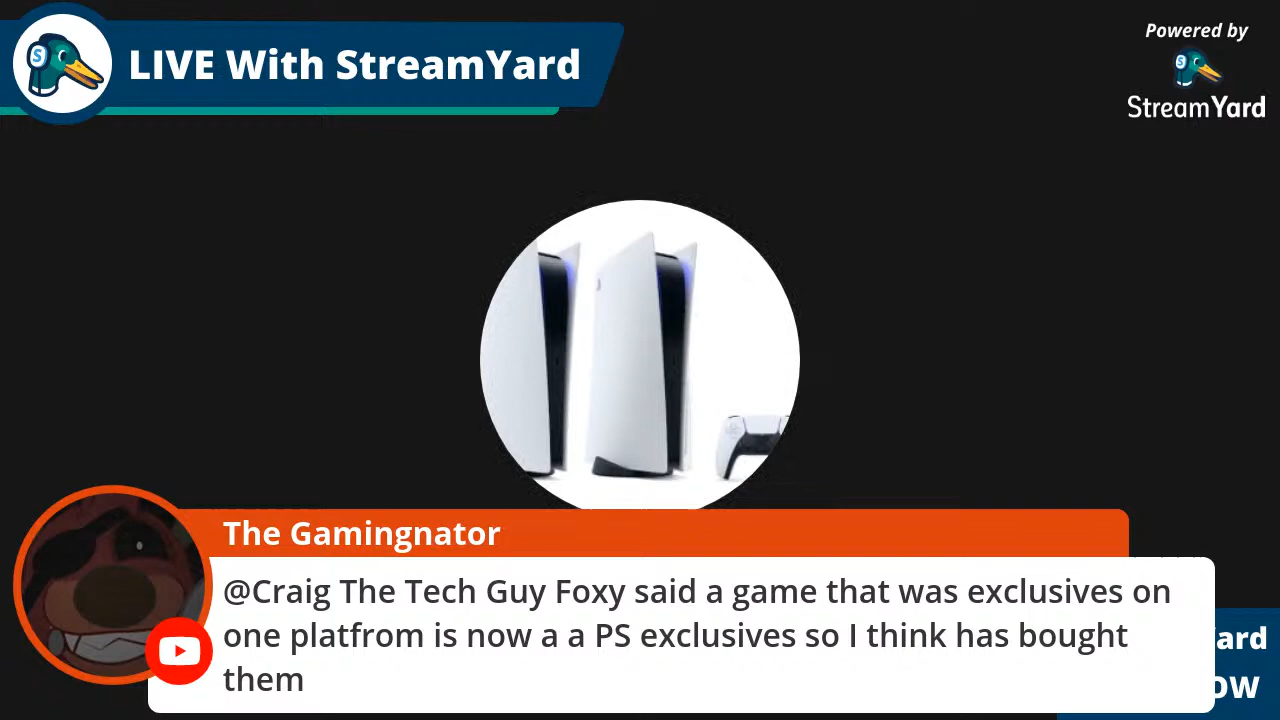 LIVE With StreamYard
Powered by
StreamYard
The Gamingnator
@Craig The Tech Guy Foxy said a game that was exclusives on
one platfrom is now a a PS exclusives so I think has bought
them